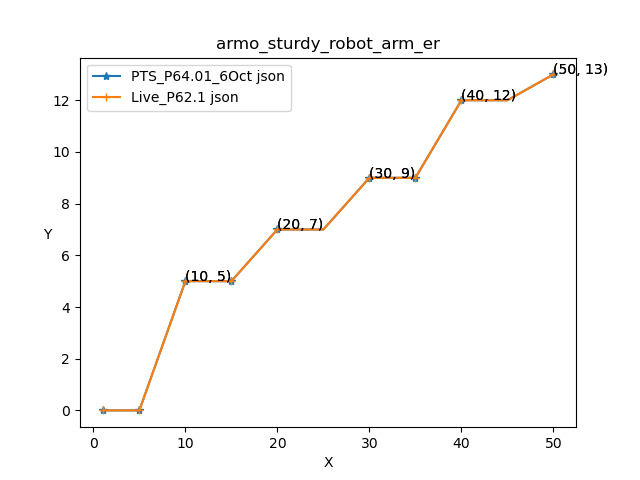 armo_sturdy_robot_arm_er
PTS_P64.01_6Oct json
Live_P62.1 json
(50, 13)
(40, 12)
(30, 9)
(20, 7)
(10, 5)
12
10
8
6
4
2
0
Y
0 10 20 30 40 50
X